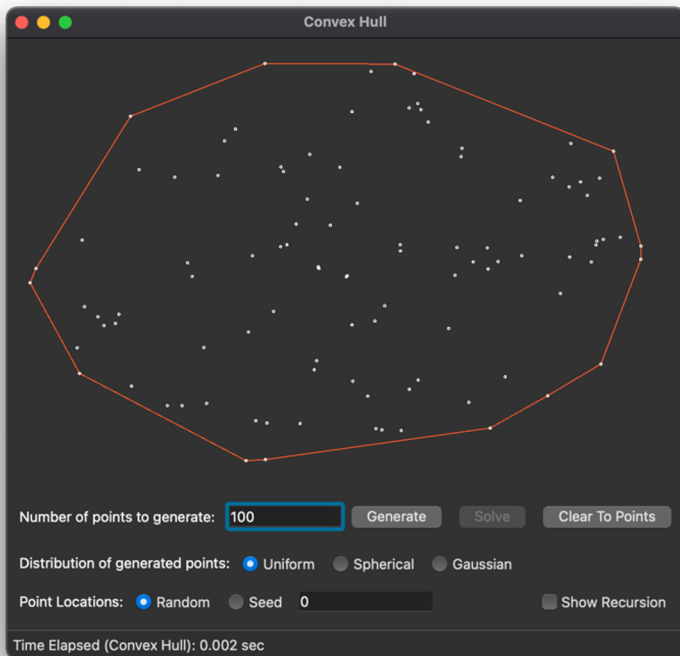 Convex Hull
Number of points to generate: 100 Generate Solve Clear To Points
Distribution of generated points: Uniform Spherical Gaussian
Point Locations: Random Seed 0 Show Recursion
Time Elapsed (Convex Hull): 0.002 sec